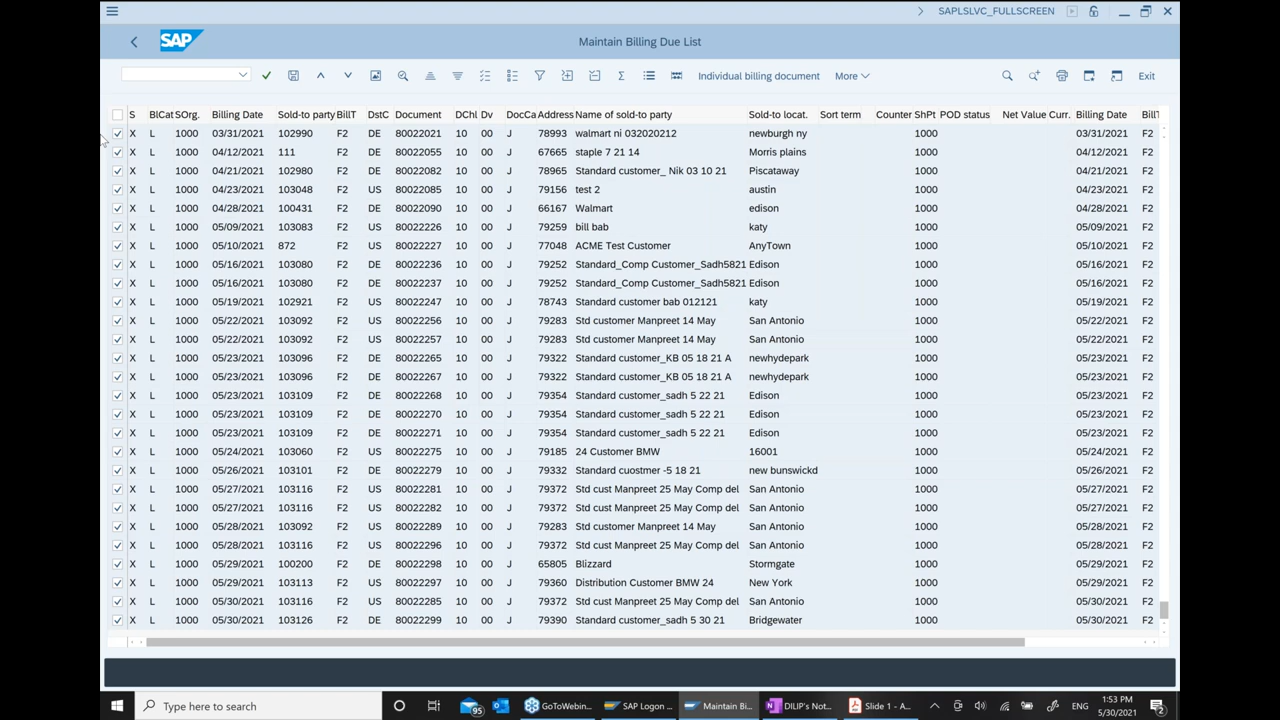 SAPLSLVC_FULLSCREEN
SAP Maintain Billing Due List
Individual billing document More Exit
S BlCat SOrg. Billing Date Sold-to party BillT DstC Document DChl Dv DocCa Address Name of sold-to party Sold-to locat. Sort term Counter ShPt POD status Net Value Curr. Billing Date BillT
X L 1000 03/31/2021 102990 F2 DE 80022021 10 00 J 78993 walmart ni 032020212 newburgh ny 1000 03/31/2021 F2
X L 1000 04/12/2021 111 F2 DE 80022055 10 00 J 67665 staple 7 21 14 Morris plains 1000 04/12/2021 F2
X L 1000 04/21/2021 102980 F2 DE 80022082 10 00 J 78965 Standard customer_ Nik 03 10 21 Piscataway 1000 04/21/2021 F2
X L 1000 04/23/2021 103048 F2 US 80022085 10 00 J 79156 test 2 austin 1000 04/23/2021 F2
X L 1000 04/28/2021 100431 F2 DE 80022090 10 00 J 66167 Walmart edison 1000 04/28/2021 F2
X L 1000 05/09/2021 103083 F2 US 80022226 10 00 J 79259 bill bab katy 1000 05/09/2021 F2
X L 1000 05/10/2021 872 F2 US 80022227 10 00 J 77048 ACME Test Customer AnyTown 1000 05/10/2021 F2
X L 1000 05/16/2021 103080 F2 DE 80022236 10 00 J 79252 Standard_Comp Customer_Sadh5821 Edison 1000 05/16/2021 F2
X L 1000 05/16/2021 103080 F2 DE 80022237 10 00 J 79252 Standard_Comp Customer_Sadh5821 Edison 1000 05/16/2021 F2
X L 1000 05/19/2021 102921 F2 US 80022247 10 00 J 78743 Standard customer bab 012121 katy 1000 05/19/2021 F2
X L 1000 05/22/2021 103092 F2 US 80022256 10 00 J 79283 Std customer Manpreet 14 May San Antonio 1000 05/22/2021 F2
X L 1000 05/22/2021 103092 F2 US 80022257 10 00 J 79283 Std customer Manpreet 14 May San Antonio 1000 05/22/2021 F2
X L 1000 05/23/2021 103096 F2 DE 80022265 10 00 J 79322 Standard customer_KB 05 18 21 A newhydepark 1000 05/23/2021 F2
X L 1000 05/23/2021 103096 F2 DE 80022267 10 00 J 79322 Standard customer_KB 05 18 21 A newhydepark 1000 05/23/2021 F2
X L 1000 05/23/2021 103109 F2 DE 80022268 10 00 J 79354 Standard customer_sadh 5 22 21 Edison 1000 05/23/2021 F2
X L 1000 05/23/2021 103109 F2 DE 80022270 10 00 J 79354 Standard customer_sadh 5 22 21 Edison 1000 05/23/2021 F2
X L 1000 05/23/2021 103109 F2 DE 80022271 10 00 J 79354 Standard customer_sadh 5 22 21 Edison 1000 05/23/2021 F2
X L 1000 05/24/2021 103060 F2 US 80022275 10 00 J 79185 24 Customer BMW 16001 1000 05/24/2021 F2
X L 1000 05/26/2021 103101 F2 DE 80022279 10 00 J 79332 Standard cuostmer -5 18 21 new bunswickd 1000 05/26/2021 F2
X L 1000 05/27/2021 103116 F2 US 80022281 10 00 J 79372 Std cust Manpreet 25 May Comp del San Antonio 1000 05/27/2021 F2
X L 1000 05/27/2021 103116 F2 US 80022282 10 00 J 79372 Std cust Manpreet 25 May Comp del San Antonio 1000 05/27/2021 F2
X L 1000 05/28/2021 103092 F2 US 80022289 10 00 J 79283 Std customer Manpreet 14 May San Antonio 1000 05/28/2021 F2
X L 1000 05/28/2021 103116 F2 US 80022296 10 00 J 79372 Std cust Manpreet 25 May Comp del San Antonio 1000 05/28/2021 F2
X L 1000 05/29/2021 100200 F2 DE 80022298 10 00 J 65805 Blizzard Stormgate 1000 05/29/2021 F2
X L 1000 05/29/2021 103113 F2 US 80022297 10 00 J 79360 Distribution Customer BMW 24 New York 1000 05/29/2021 F2
X L 1000 05/30/2021 103116 F2 US 80022285 10 00 J 79372 Std cust Manpreet 25 May Comp del San Antonio 1000 05/30/2021 F2
X L 1000 05/30/2021 103126 F2 DE 80022299 10 00 J 79390 Standard customer_sadh 5 30 21 Bridgewater 1000 05/30/2021 F2
Type here to search 95 GoToWebin... SAP Logon ... Maintain Bi... DILIP's Not... Slide 1 - A... ENG 1:53 PM
5/30/2021 2